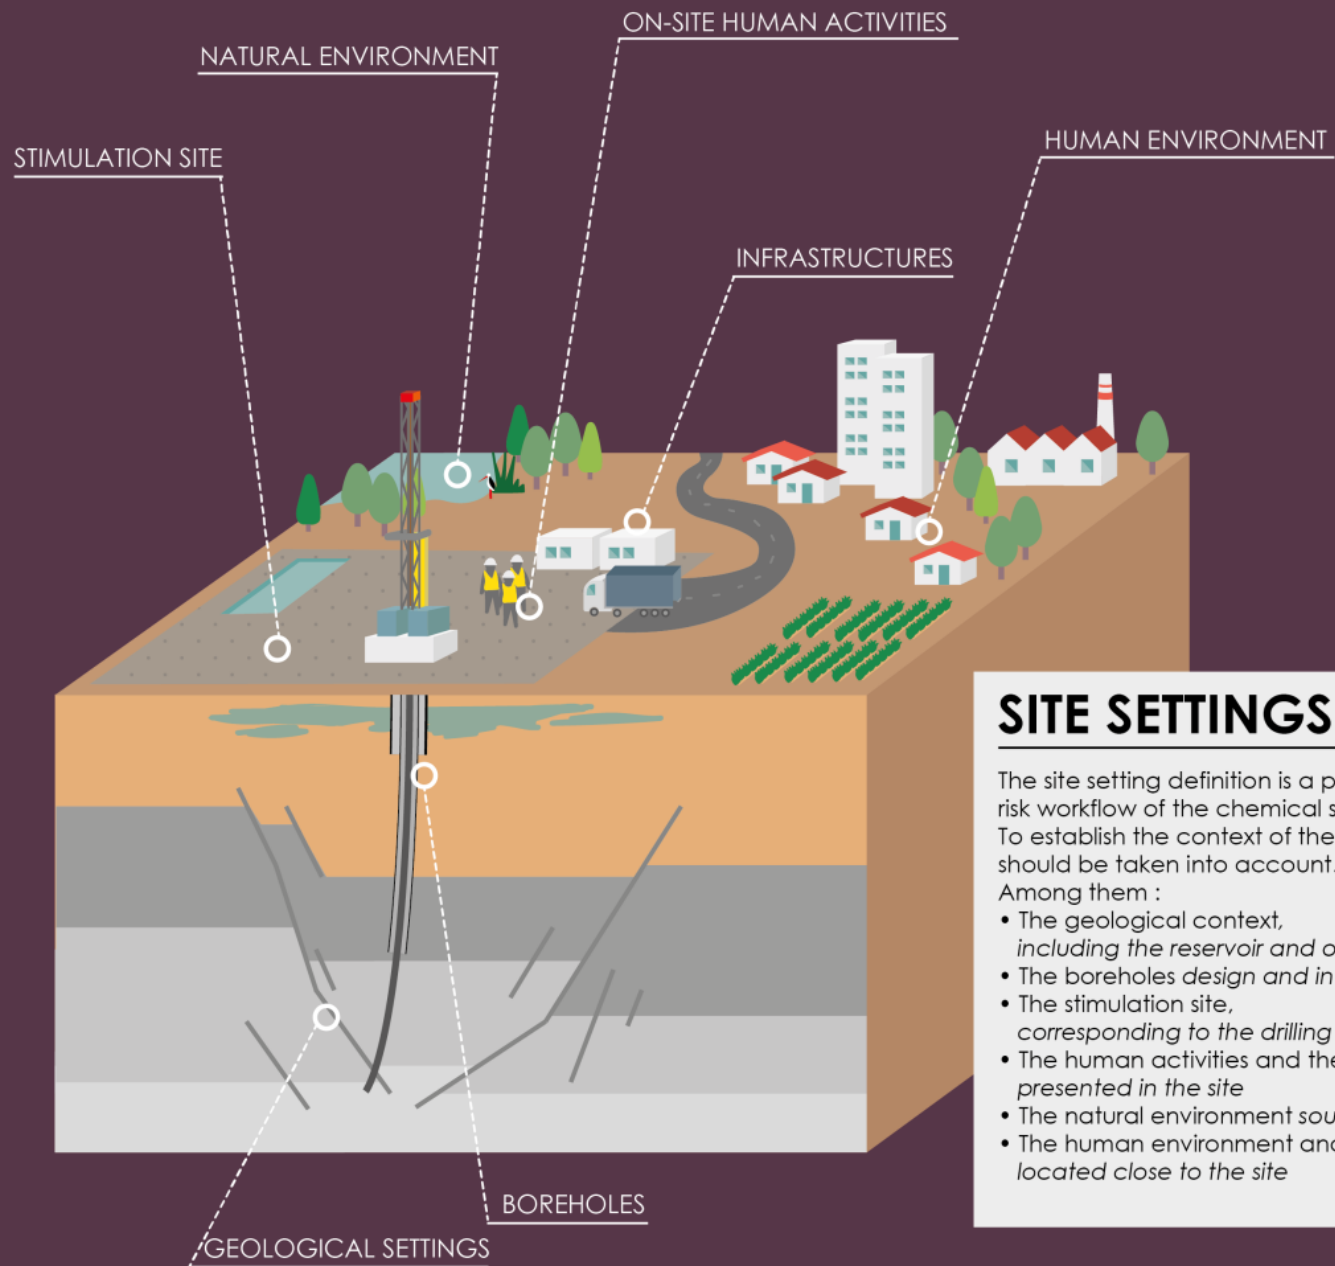 ON-SITE HUMAN ACTIVITIES
NATURAL ENVIRONMENT
HUMAN ENVIRONMENT
STIMULATION SITE
INFRASTRUCTURES
SITE SETTINGS
The site setting definition is a p
risk workflow of the chemical s
To establish the context of the
should be taken into account.
Among them :
• The geological context,
including the reservoir and o
• The boreholes design and in
• The stimulation site,
corresponding to the drilling
• The human activities and the
presented in the site
• The natural environment sou
• The human environment and
located close to the site
BOREHOLES
GEOLOGICAL SETTINGS